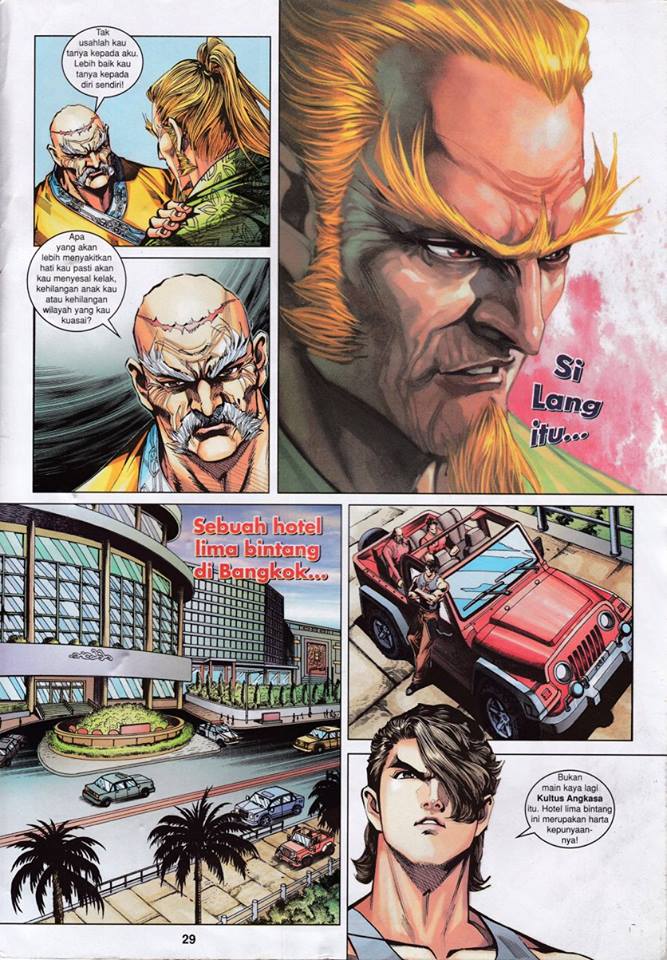 Tak
usahlah kau
tanya kepada aku.
Lebih baik kau
tanya kepada
diri sendiri!
Apa
yang akan
lebih menyakitkan
hati kau pasti akan
kau menyesal kelak,
kehilangan anak kau
atau kehilangan
wilayah yang kau
kuasai?
Si
Lang
itu...
Sebuah hotel
lima bintang
di Bangkok...
Bukan
main kaya lagi
Kultus Angkasa
itu. Hotel lima bintang
ini merupakan harta
kepunyaan-
nya!
29